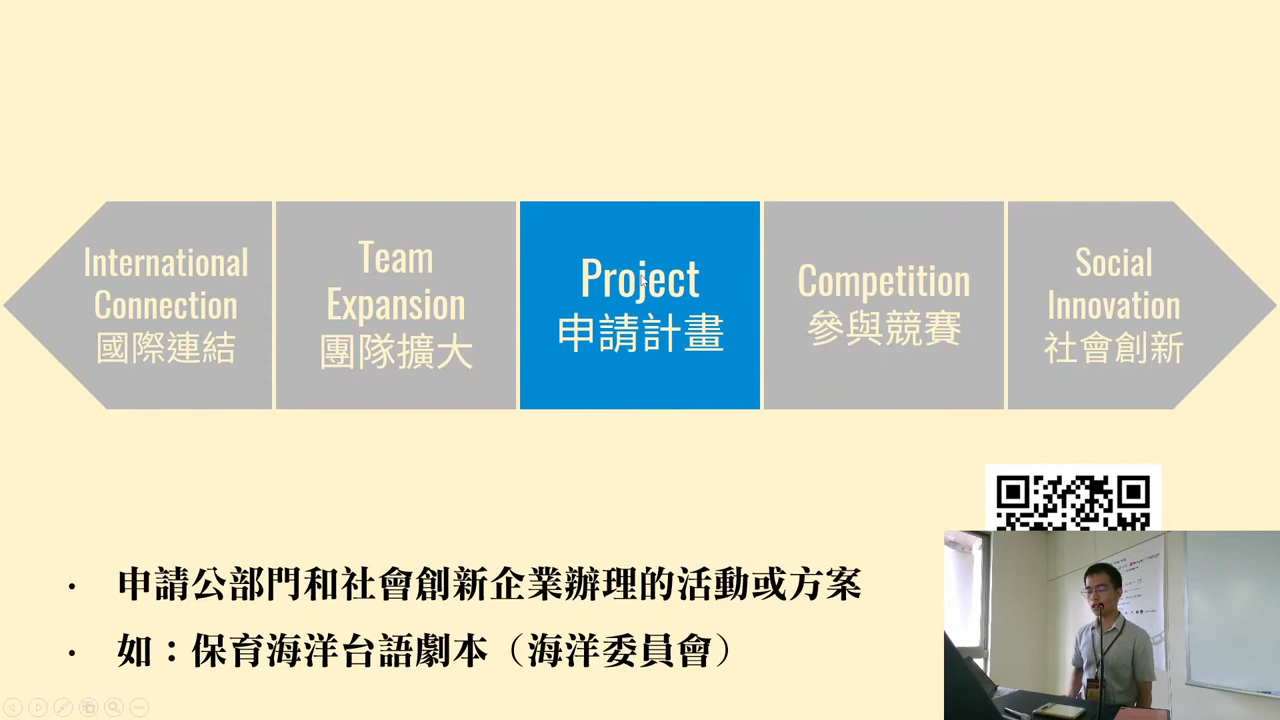 International
Connection
國際連結
Team
Expansion
團隊擴大
Project
申請計畫
Competition
參與競賽
Social
Innovation
社會創新
· 申請公部門和社會創新企業辦理的活動或方案
· 如：保育海洋台語劇本（海洋委員會）